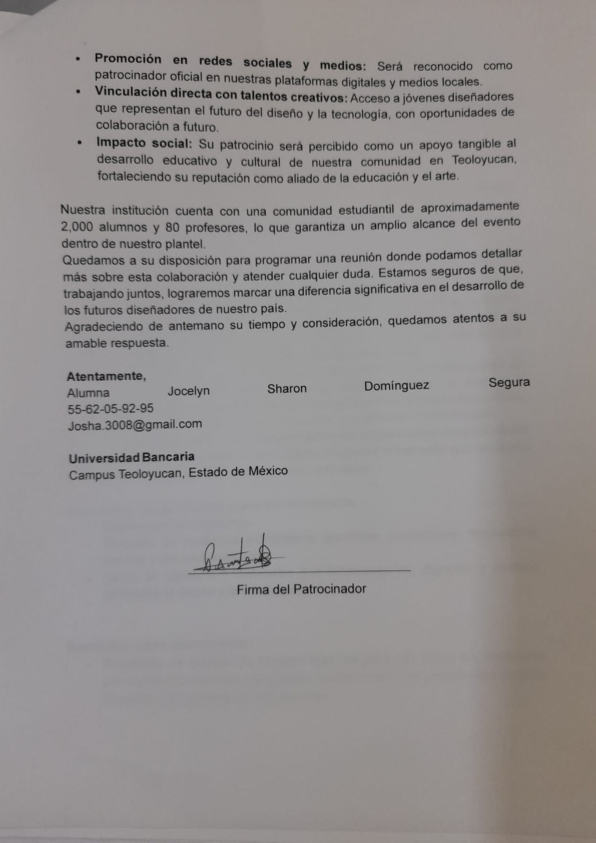 • Promoción en redes sociales y medios: Será reconocido como
patrocinador oficial en nuestras plataformas digitales y medios locales.
• Vinculación directa con talentos creativos: Acceso a jóvenes diseñadores
que representan el futuro del diseño y la tecnología, con oportunidades de
colaboración a futuro.
• Impacto social: Su patrocinio será percibido como un apoyo tangible al
desarrollo educativo y cultural de nuestra comunidad en Teoloyucan,
fortaleciendo su reputación como aliado de la educación y el arte.
Nuestra institución cuenta con una comunidad estudiantil de aproximadamente
2,000 alumnos y 80 profesores, lo que garantiza un amplio alcance del evento
dentro de nuestro plantel.
Quedamos a su disposición para programar una reunión donde podamos detallar
más sobre esta colaboración y atender cualquier duda. Estamos seguros de que,
trabajando juntos, lograremos marcar una diferencia significativa en el desarrollo de
los futuros diseñadores de nuestro país.
Agradeciendo de antemano su tiempo y consideración, quedamos atentos a su
amable respuesta.
Atentamente,
Alumna Jocelyn Sharon Dominguez Segura
55-62-05-92-95
Josha.3008@gmail.com
Universidad Bancaria
Campus Teoloyucan, Estado de México
Firma del Patrocinador